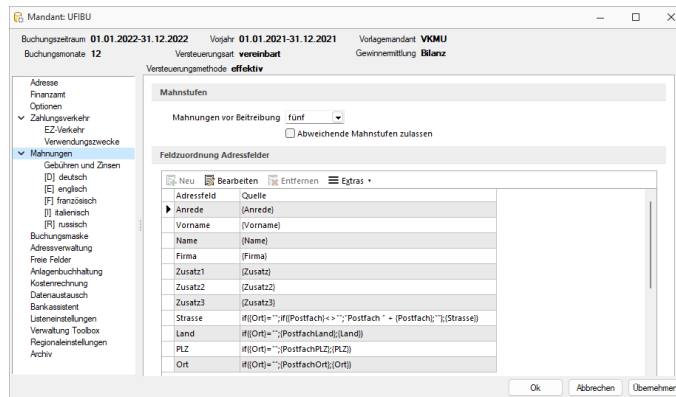 Mandant: UFIBU
Buchungszeitraum 01.01.2022-31.12.2022 Vorjahr 01.01.2021-31.12.2021 Vorlagemandant VKMU
Buchungsmonate 12 Versteuerungsart vereinbart Gewinnermittlung Bilanz
Versteuerungsmethode effektiv
Adresse
Finanzamt
Optionen
Zahlungsverkehr
EZ-Verkehr
Verwendungszwecke
Mahnungen
Gebühren und Zinsen
[D] deutsch
[E] englisch
[F] französisch
[I] italienisch
[R] russisch
Buchungsmaske
Adressverwaltung
Freie Felder
Anlagenbuchhaltung
Kostenrechnung
Datenaustausch
Bankassistent
Listeneinstellungen
Verwaltung Toolbox
Regionaleinstellungen
Archiv
Mahnstufen
Mahnungen vor Beitreibung fünf
Abweichende Mahnstufen zulassen
Feldzuordnung Adressfelder
Neu Bearbeiten Entfernen Extras
Adressfeld Quelle
Anrede {Anrede}
Vorname {Vorname}
Name {Name}
Firma {Firma}
Zusatz1 {Zusatz}
Zusatz2 {Zusatz2}
Zusatz3 {Zusatz3}
Strasse if({Ort}="";if({Postfach}<>"";"Postfach " + {Postfach};"");{Strasse})
Land if({Ort}="";{PostfachLand};{Land})
PLZ if({Ort}="";{PostfachPLZ};{PLZ})
Ort if({Ort}="";{PostfachOrt};{Ort})
Ok Abbrechen Übernehmen